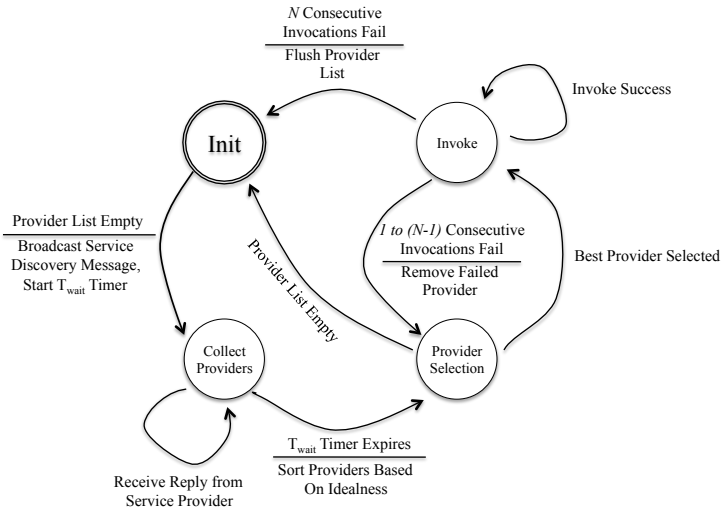 N Consecutive
Invocations Fail
Flush Provider
List
Invoke Success
Init
Invoke
Provider List Empty
Broadcast Service
Discovery Message,
Start Twait Timer
Provider List Empty
1 to (N-1) Consecutive
Invocations Fail
Remove Failed
Provider
Best Provider Selected
Collect
Providers
Provider
Selection
Twait Timer Expires
Sort Providers Based
On Idealness
Receive Reply from
Service Provider